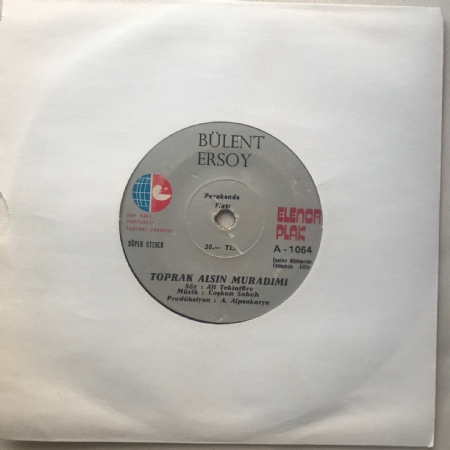 BÜLENT
ERSOY
Perakende
Fiatı
20.— TL.
SÜPER STEREO
ELENOR
PLAK
A - 1064
TOPRAK ALSIN MURADIMI
Söz : Ali Tekintüre
Müzik : Coşkun Sabah
Prodüksiyon : A. Alpsakarya